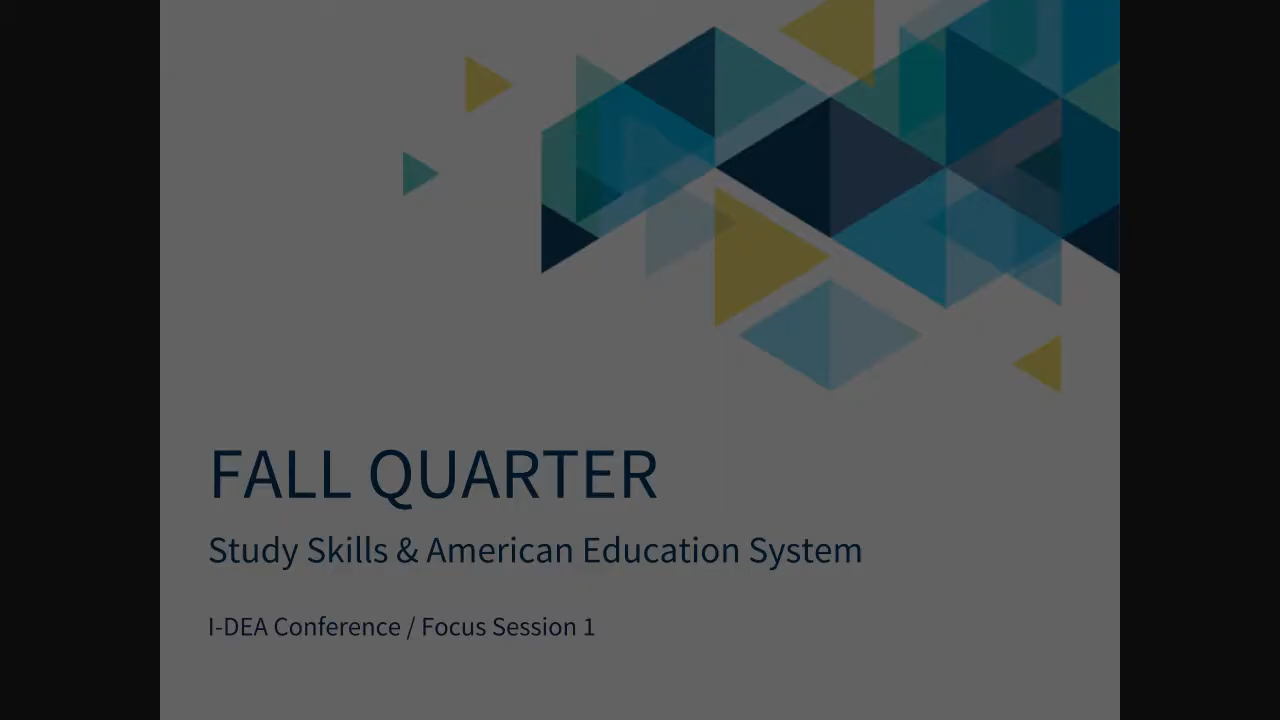 FALL QUARTER
Study Skills & American Education System
I-DEA Conference / Focus Session 1